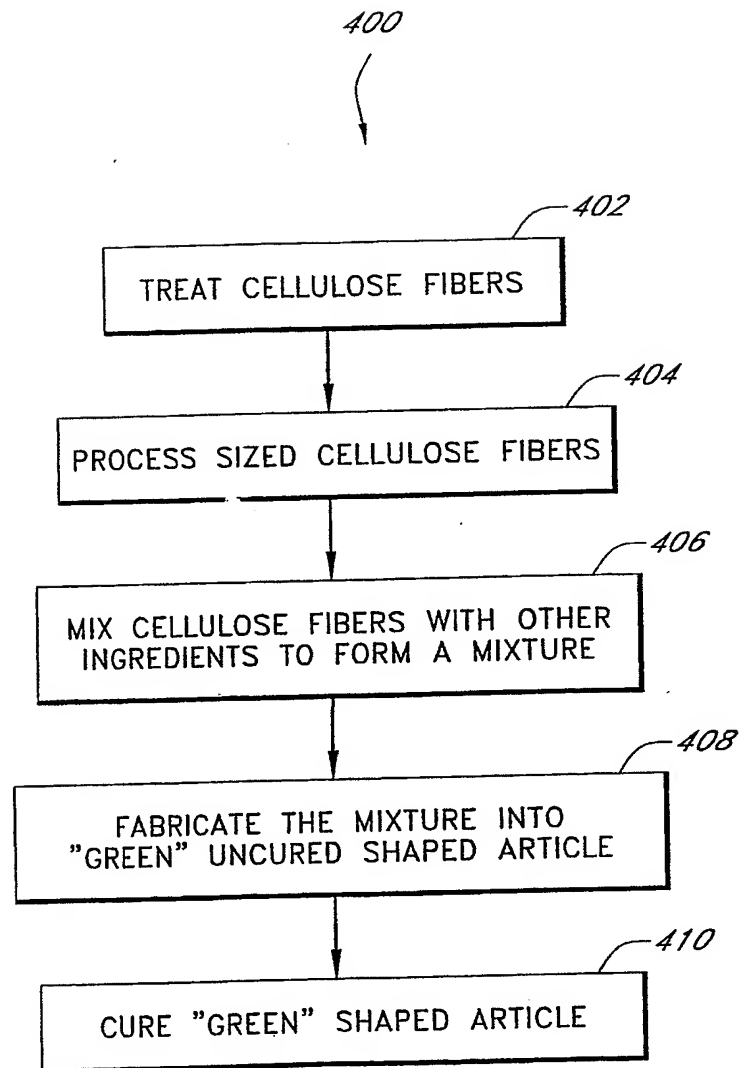 400
402
TREAT CELLULOSE FIBERS
404
PROCESS SIZED CELLULOSE FIBERS
406
MIX CELLULOSE FIBERS WITH OTHER
INGREDIENTS TO FORM A MIXTURE
408
FABRICATE THE MIXTURE INTO
"GREEN" UNCURED SHAPED ARTICLE
410
CURE "GREEN" SHAPED ARTICLE